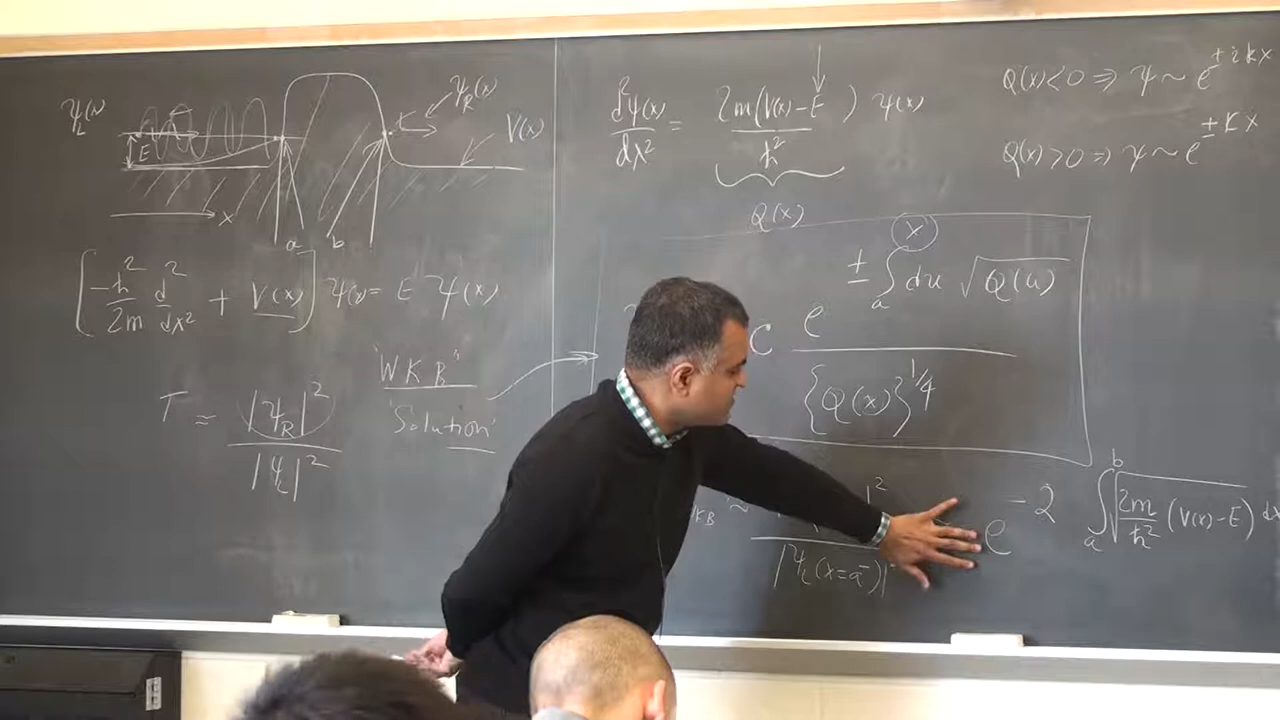 ψ_L(x)
E
K
ψ_R(x)
V(x)
x
a b
[-ħ²/2m d²/dx² + V(x)] ψ(x) = E ψ(x)
"WKB"
'Solution'
T ≈ |ψ_R|²/|ψ_L|²
d²ψ(x)/dx² = 2m(V(x)-E)/ħ² ψ(x)
Q(x)
Q(x)<0 ⇒ ψ ~ e^{±ikx}
Q(x)>0 ⇒ ψ ~ e^{±Kx}
C e^{± ∫_a^x du √Q(u)} / {Q(x)}^{1/4}
KB ≈ |² / |ψ_L(x=a⁻)|
e^{-2 ∫_a^b √(2m/ħ² (V(x)-E)) dx}